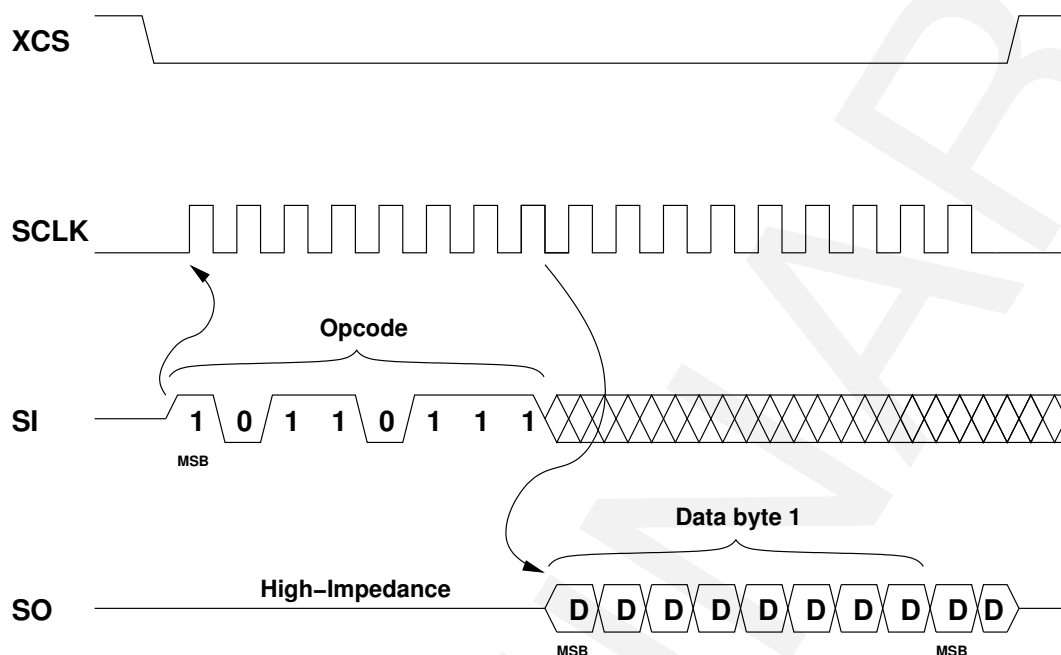 XCS
SCLK
Opcode
SI 1 0 1 1 0 1 1 1
MSB
Data byte 1
High–Impedance
SO D D D D D D D D D D
MSB MSB